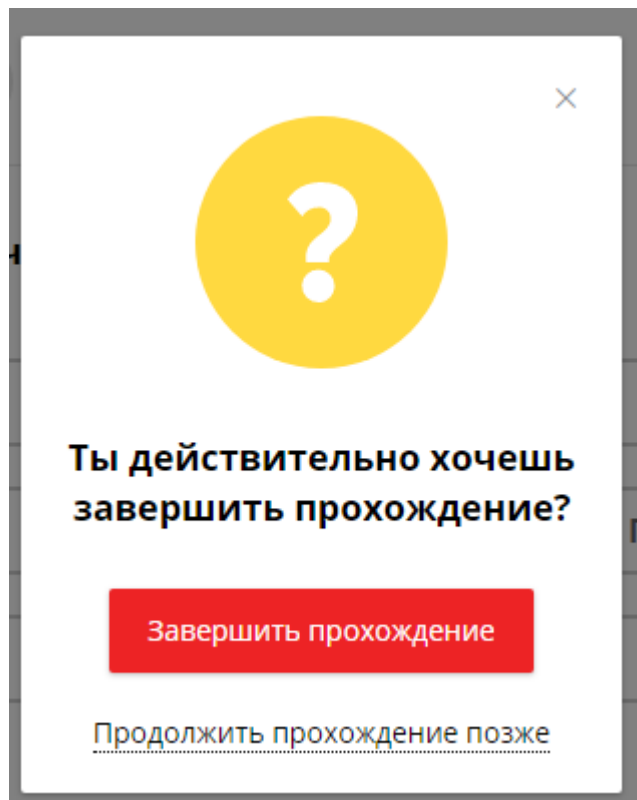 ?
Ты действительно хочешь
завершить прохождение?
Завершить прохождение
Продолжить прохождение позже